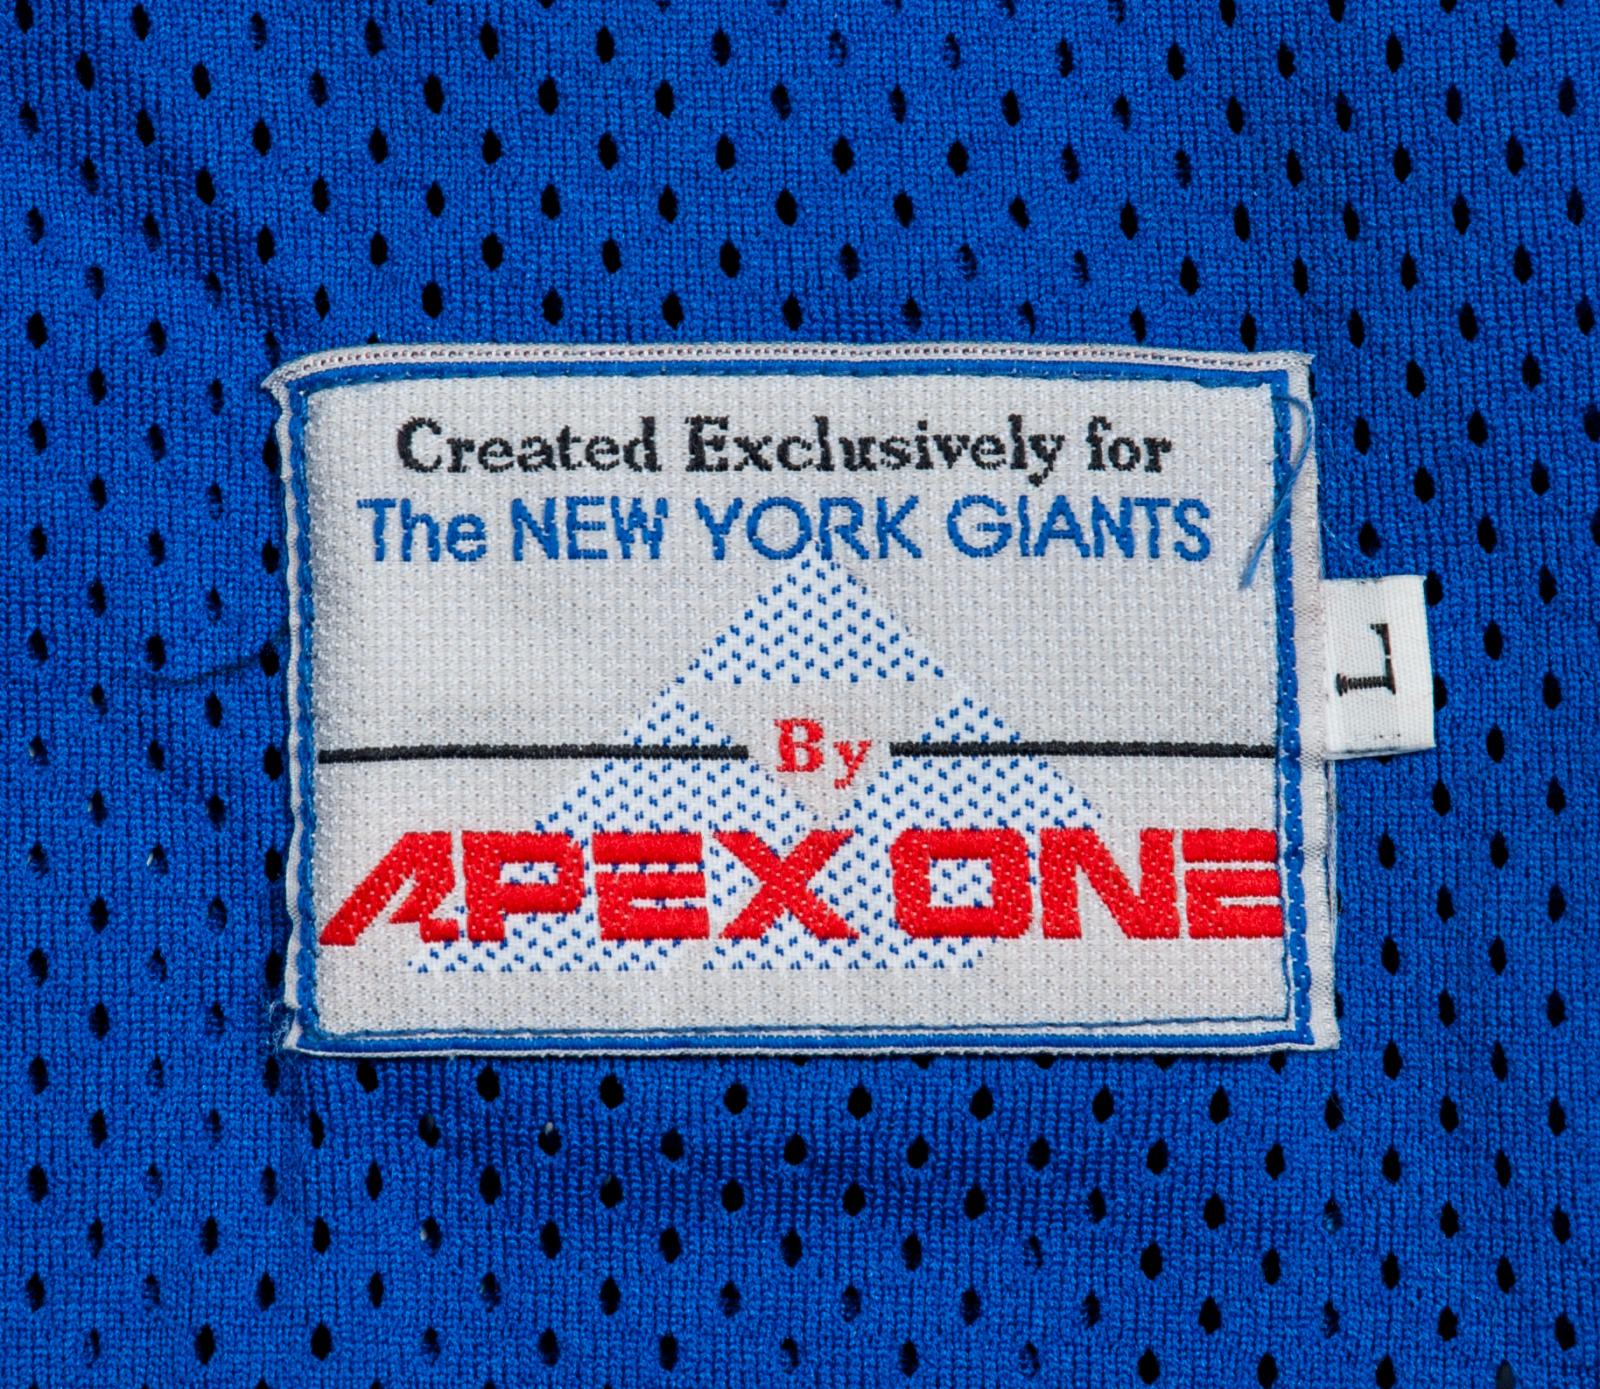 Created Exclusively for
The NEW YORK GIANTS
By
APEX ONE
L